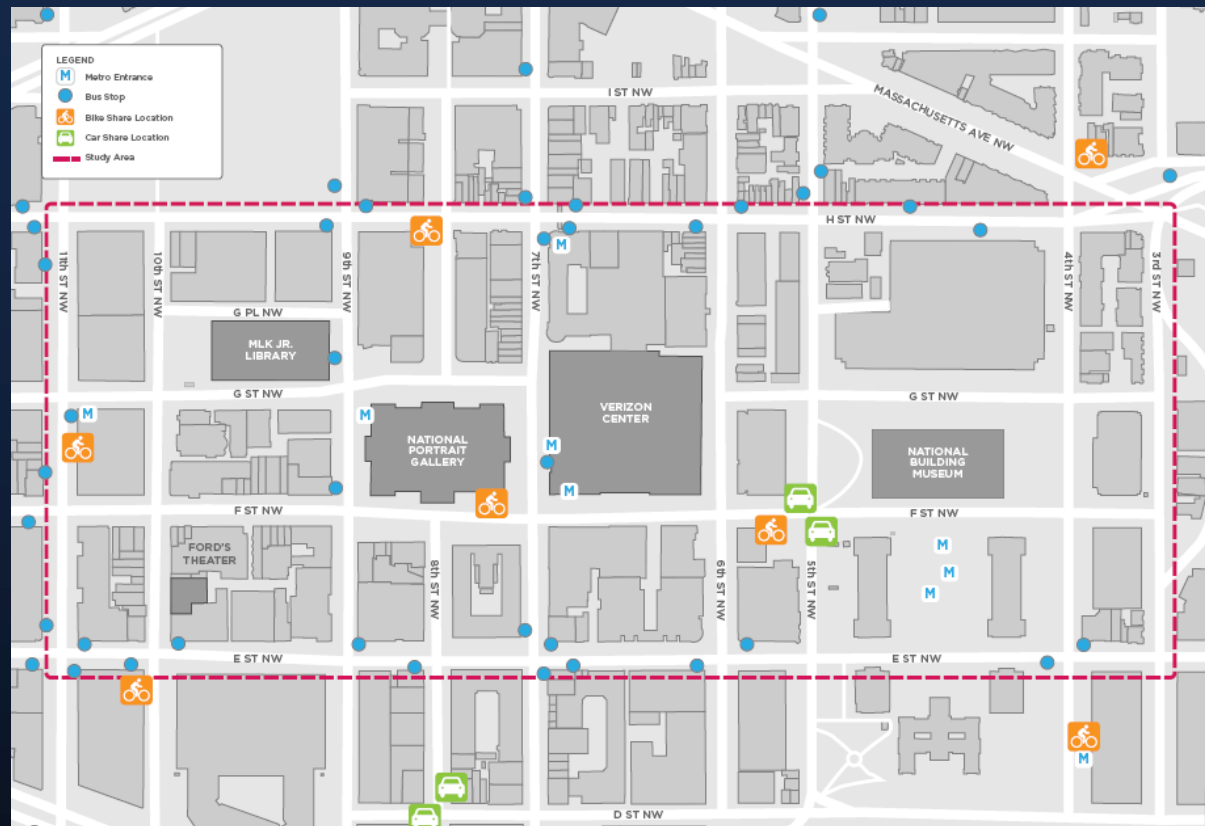 LEGEND
M Metro Entrance
Bus Stop
Bike Share Location
Car Share Location
Study Area
I ST NW
MASSACHUSETTS AVE NW
H ST NW
M
11th ST NW
10th ST NW
9th ST NW
7th ST NW
4th ST NW
3rd ST NW
G PL NW
MLK JR.
LIBRARY
G ST NW
G ST NW
M
M
VERIZON
CENTER
NATIONAL
PORTRAIT
GALLERY
M
NATIONAL
BUILDING
MUSEUM
M
F ST NW
F ST NW
FORD'S
THEATER
8th ST NW
6th ST NW
5th ST NW
M
M
M
E ST NW
E ST NW
M
D ST NW